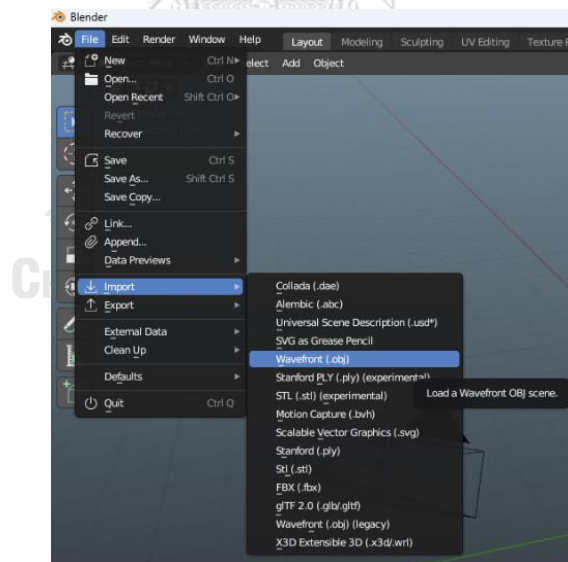 Blender
File Edit Render Window Help Layout Modeling Sculpting UV Editing Texture
New Ctrl N
elect Add Object
Open... Ctrl O
Open Recent Shift Ctrl O
Revert
Recover
Save Ctrl S
Save As... Shift Ctrl S
Save Copy...
Link...
Append...
Data Previews
Import
Export
External Data
Clean Up
Defaults
Quit Ctrl Q
Collada (.dae)
Alembic (.abc)
Universal Scene Description (.usd*)
SVG as Grease Pencil
Wavefront (.obj)
Stanford PLY (.ply) (experimental)
STL (.stl) (experimental)
Load a Wavefront OBJ scene.
Motion Capture (.bvh)
Scalable Vector Graphics (.svg)
Stanford (.ply)
Stl (.stl)
FBX (.fbx)
glTF 2.0 (.glb/.gltf)
Wavefront (.obj) (legacy)
X3D Extensible 3D (.x3d/.wrl)